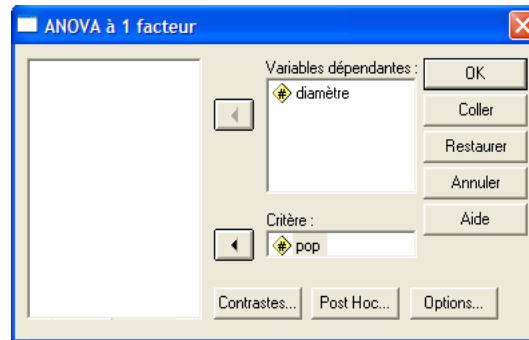 ANOVA à 1 facteur
Variables dépendantes :
# diamètre
OK
Coller
Restaurer
Annuler
Aide
Critère :
# pop
Contrastes...
Post Hoc...
Options...